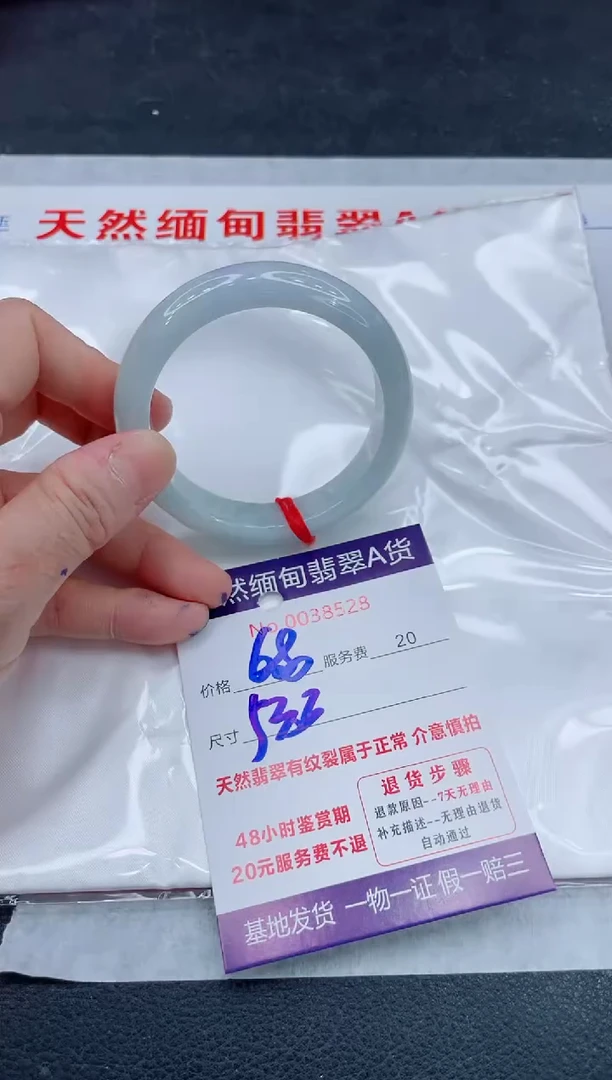 天然缅甸翡翠A
然缅甸翡翠A货
No 0038528
价格 68 服务费 20
尺寸
天然翡翠有纹裂属于正常 介意慎拍
48小时鉴赏期
20元服务费不退
退货步骤
退款原因--7天无理由
补充描述--无理由退货
自动通过
基地发货 一物一证 假一赔三